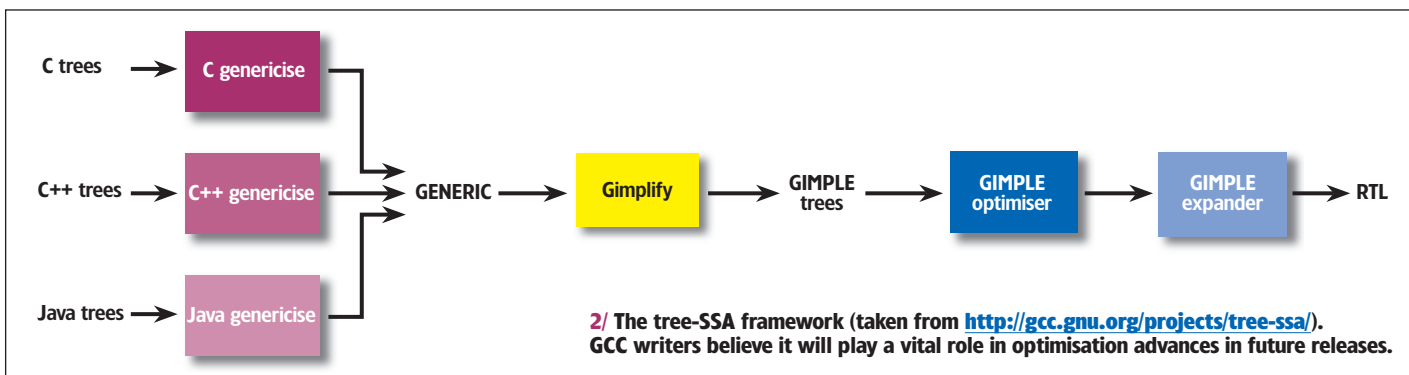 C trees
C genericise
C++ trees
C++ genericise
GENERIC
Gimplify
GIMPLE
trees
GIMPLE
optimiser
GIMPLE
expander
RTL
Java trees
Java genericise
2/ The tree-SSA framework (taken from http://gcc.gnu.org/projects/tree-ssa/).
GCC writers believe it will play a vital role in optimisation advances in future releases.